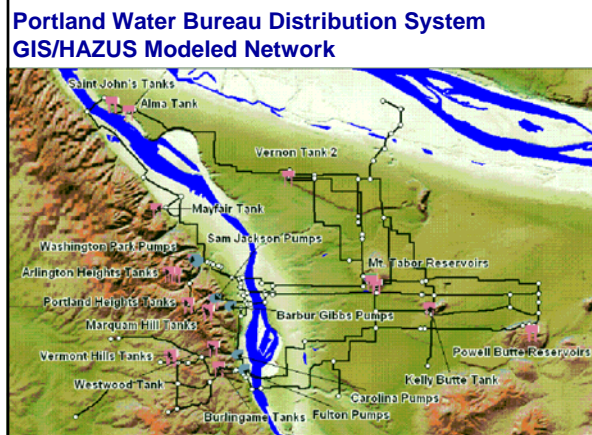 Portland Water Bureau Distribution System
GIS/HAZUS Modeled Network
Saint John's Tanks
Alma Tank
Vernon Tank 2
Mayfair Tank
Sam Jackson Pumps
Washington Park Pumps
Mt. Tabor Reservoirs
Arlington Heights Tanks
Portland Heights Tanks
Barbur Gibbs Pumps
Marquam Hill Tanks
Powell Butte Reservoirs
Vermont Hills Tanks
Kelly Butte Tank
Westwood Tank
Carolina Pumps
Burlingame Tanks
Fulton Pumps